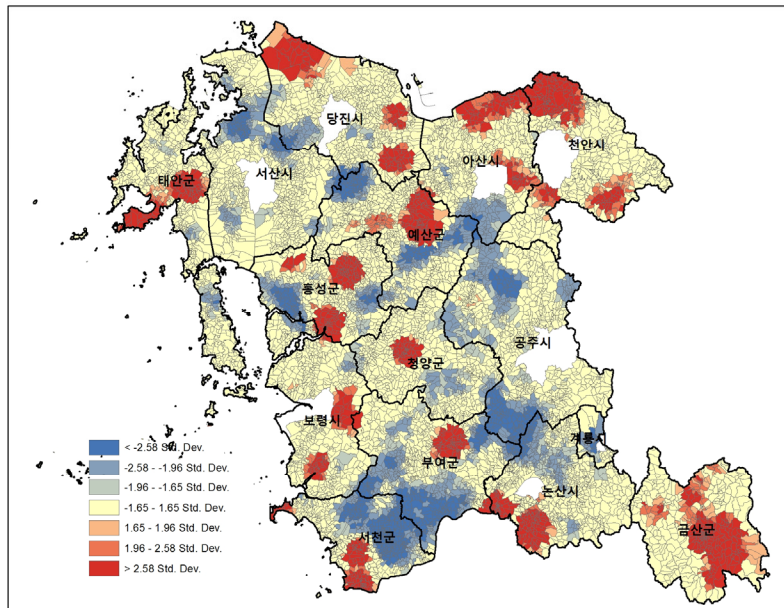 당진시
아산시
천안시
태안군
서산시
예산군
홍성군
공주시
청양군
보령시
계룡시
부여군
논산시
금산군
서천군
< -2.58 Std. Dev.
-2.58 - -1.96 Std. Dev.
-1.96 - -1.65 Std. Dev.
-1.65 - 1.65 Std. Dev.
1.65 - 1.96 Std. Dev.
1.96 - 2.58 Std. Dev.
> 2.58 Std. Dev.